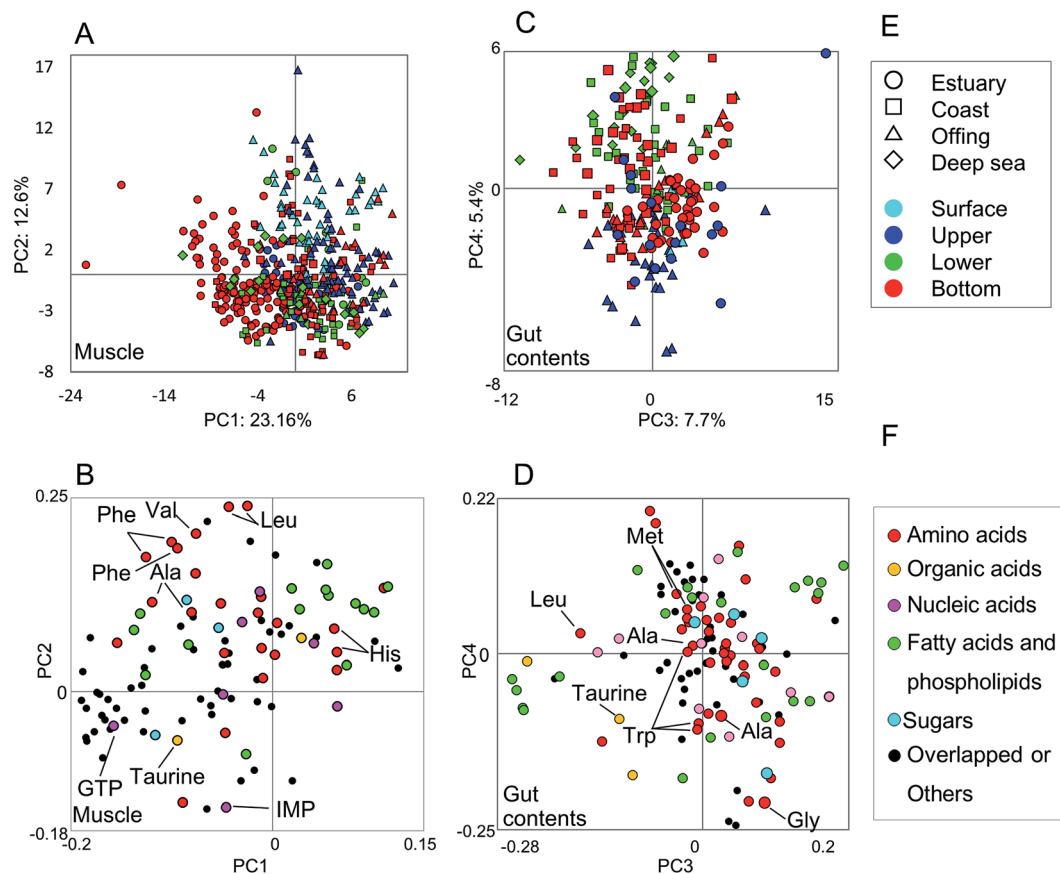 A
17
12
7
2
-3
-8
PC2: 12.6%
Muscle
-24
-14
-4
6
PC1: 23.16%
C
6
0
-8
PC4: 5.4%
Gut
contents
-12
0
15
PC3: 7.7%
E
Estuary
Coast
Offing
Deep sea
Surface
Upper
Lower
Bottom
B
0.25
0
-0.18
PC2
Phe
Val
Leu
Phe
Ala
His
GTP
Taurine
Muscle
IMP
-0.2
0
0.15
PC1
D
0.22
0
-0.25
PC4
Met
Leu
Ala
Taurine
Trp
Ala
Gut
contents
Gly
-0.28
0
0.2
PC3
F
Amino acids
Organic acids
Nucleic acids
Fatty acids and
phospholipids
Sugars
Overlapped or
Others